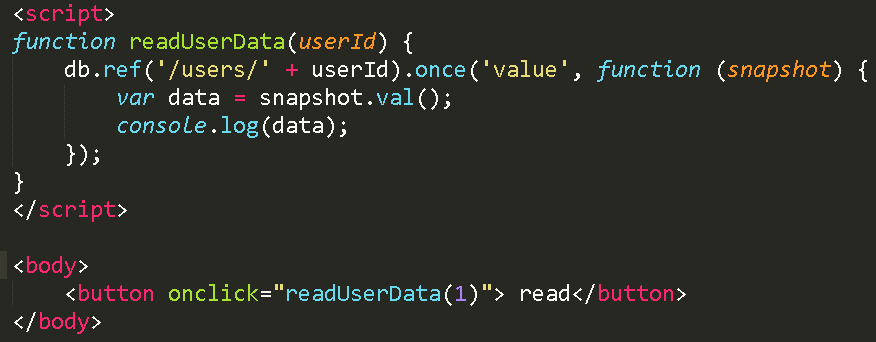 <script>
function readUserData(userId) {
    db.ref('/users/' + userId).once('value', function (snapshot) {
        var data = snapshot.val();
        console.log(data);
    });
}
</script>

<body>
    <button onclick="readUserData(1)"> read</button>
</body>